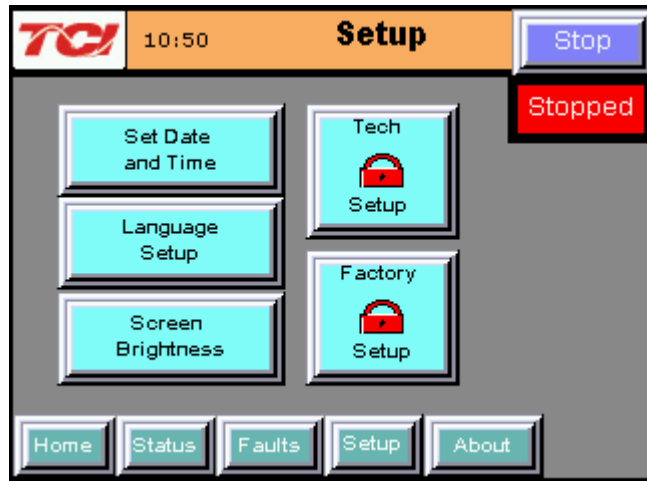 TCI
10:50
Setup
Stop
Stopped
Set Date
and Time
Tech
Setup
Language
Setup
Factory
Setup
Screen
Brightness
Home
Status
Faults
Setup
About